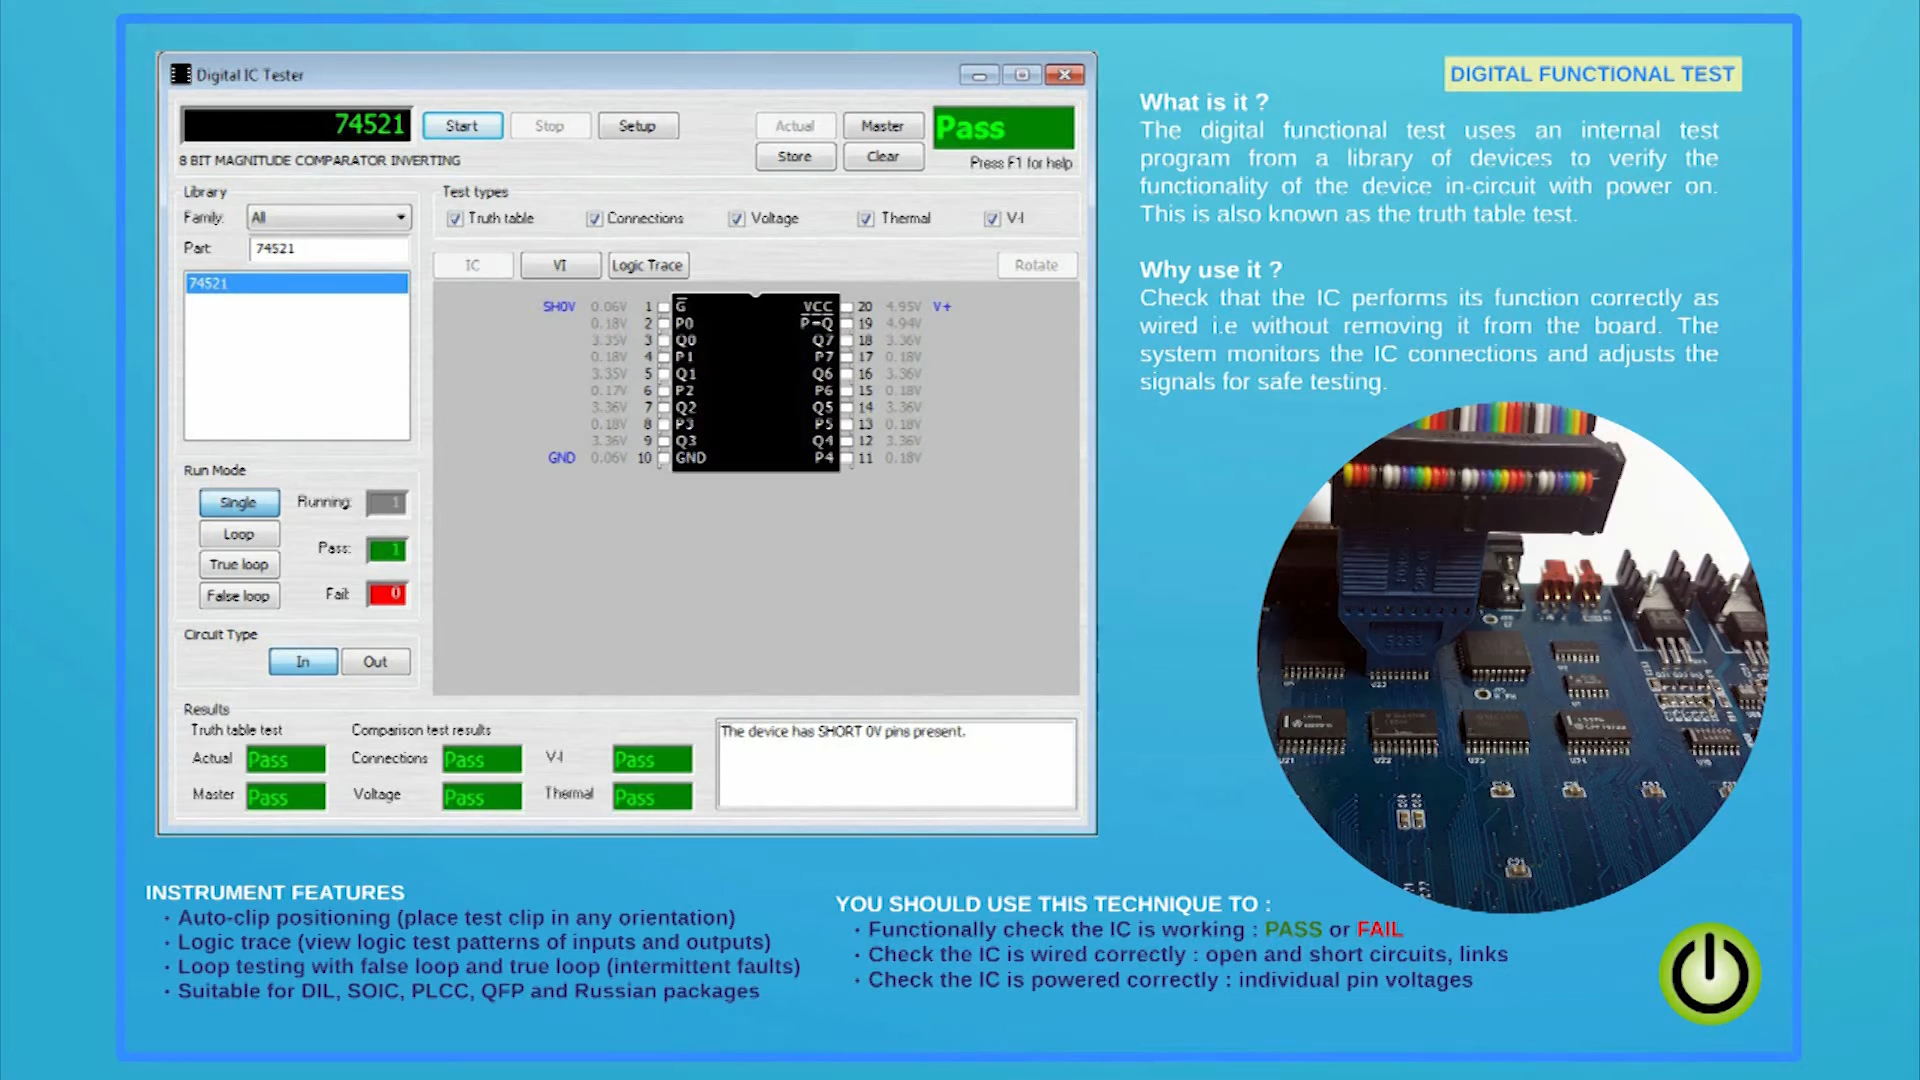 Digital IC Tester
74521
Start
Stop
Setup
Actual
Master
Pass
Store
Clear
8 BIT MAGNITUDE COMPARATOR INVERTING
Press F1 for help
Library
Family:
All
Part:
74521
74521
Test types
Truth table
Connections
Voltage
Thermal
V-I
IC
VI
Logic Trace
Rotate
SH0V 0.06V 1 G VCC 20 4.95V V+
0.18V 2 P0 P=Q 19 4.94V
3.35V 3 Q0 Q7 18 3.36V
0.18V 4 P1 P7 17 0.18V
3.35V 5 Q1 Q6 16 3.36V
0.17V 6 P2 P6 15 0.18V
3.36V 7 Q2 Q5 14 3.36V
0.18V 8 P3 P5 13 0.18V
3.36V 9 Q3 Q4 12 3.36V
GND 0.06V 10 GND P4 11 0.18V
Run Mode
Single
Running: 1
Loop
Pass: 1
True loop
False loop
Fail: 0
Circuit Type
In
Out
Results
Truth table test
Comparison test results
Actual Pass
Connections Pass
V-I Pass
Master Pass
Voltage Pass
Thermal Pass
The device has SHORT 0V pins present.
DIGITAL FUNCTIONAL TEST
What is it ?
The digital functional test uses an internal test
program from a library of devices to verify the
functionality of the device in-circuit with power on.
This is also known as the truth table test.
Why use it ?
Check that the IC performs its function correctly as
wired i.e without removing it from the board. The
system monitors the IC connections and adjusts the
signals for safe testing.
INSTRUMENT FEATURES
· Auto-clip positioning (place test clip in any orientation)
· Logic trace (view logic test patterns of inputs and outputs)
· Loop testing with false loop and true loop (intermittent faults)
· Suitable for DIL, SOIC, PLCC, QFP and Russian packages
YOU SHOULD USE THIS TECHNIQUE TO :
· Functionally check the IC is working : PASS or FAIL
· Check the IC is wired correctly : open and short circuits, links
· Check the IC is powered correctly : individual pin voltages